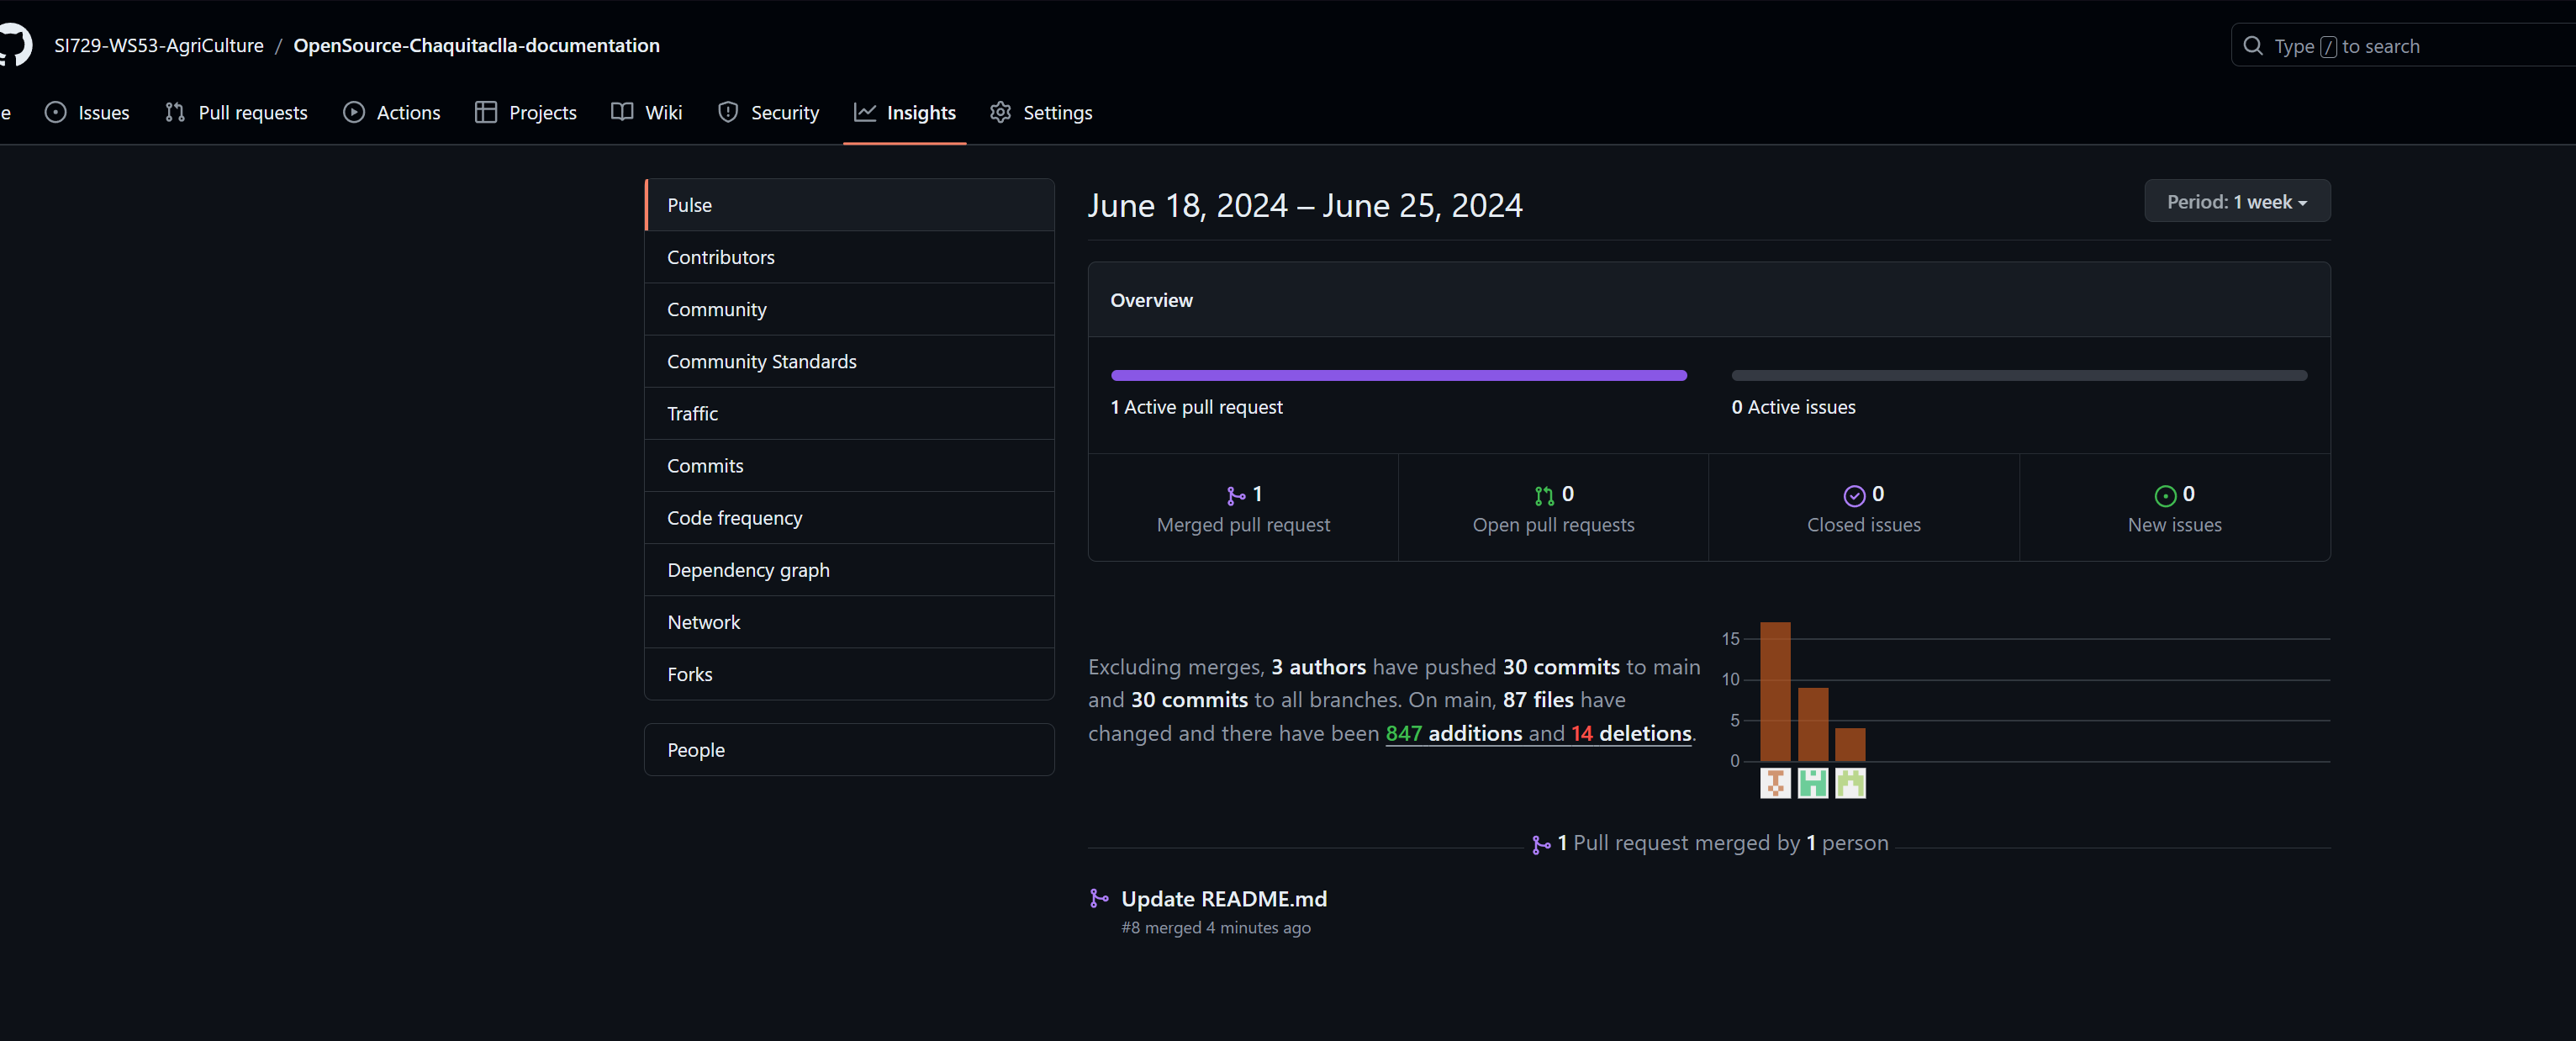 SI729-WS53-AgriCulture / OpenSource-Chaquitaclla-documentation
Type / to search
e Issues Pull requests Actions Projects Wiki Security Insights Settings
Pulse
Contributors
Community
Community Standards
Traffic
Commits
Code frequency
Dependency graph
Network
Forks
People
June 18, 2024 – June 25, 2024
Period: 1 week
Overview
1 Active pull request
0 Active issues
1
Merged pull request
0
Open pull requests
0
Closed issues
0
New issues
Excluding merges, 3 authors have pushed 30 commits to main
and 30 commits to all branches. On main, 87 files have
changed and there have been 847 additions and 14 deletions.
15
10
5
0
1 Pull request merged by 1 person
Update README.md
#8 merged 4 minutes ago